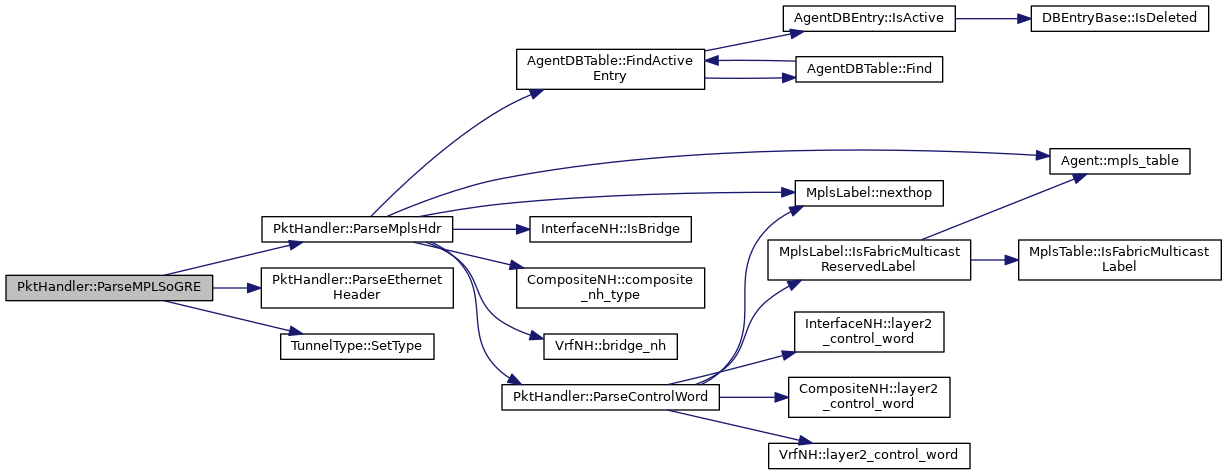 PktHandler::ParseMPLSoGRE
PktHandler::ParseMplsHdr
PktHandler::ParseEthernet
Header
TunnelType::SetType
AgentDBTable::FindActive
Entry
InterfaceNH::IsBridge
CompositeNH::composite
_nh_type
VrfNH::bridge_nh
PktHandler::ParseControlWord
AgentDBEntry::IsActive
AgentDBTable::Find
MplsLabel::nexthop
MplsLabel::IsFabricMulticast
ReservedLabel
InterfaceNH::layer2
_control_word
CompositeNH::layer2
_control_word
VrfNH::layer2_control_word
DBEntryBase::IsDeleted
Agent::mpls_table
MplsTable::IsFabricMulticast
Label